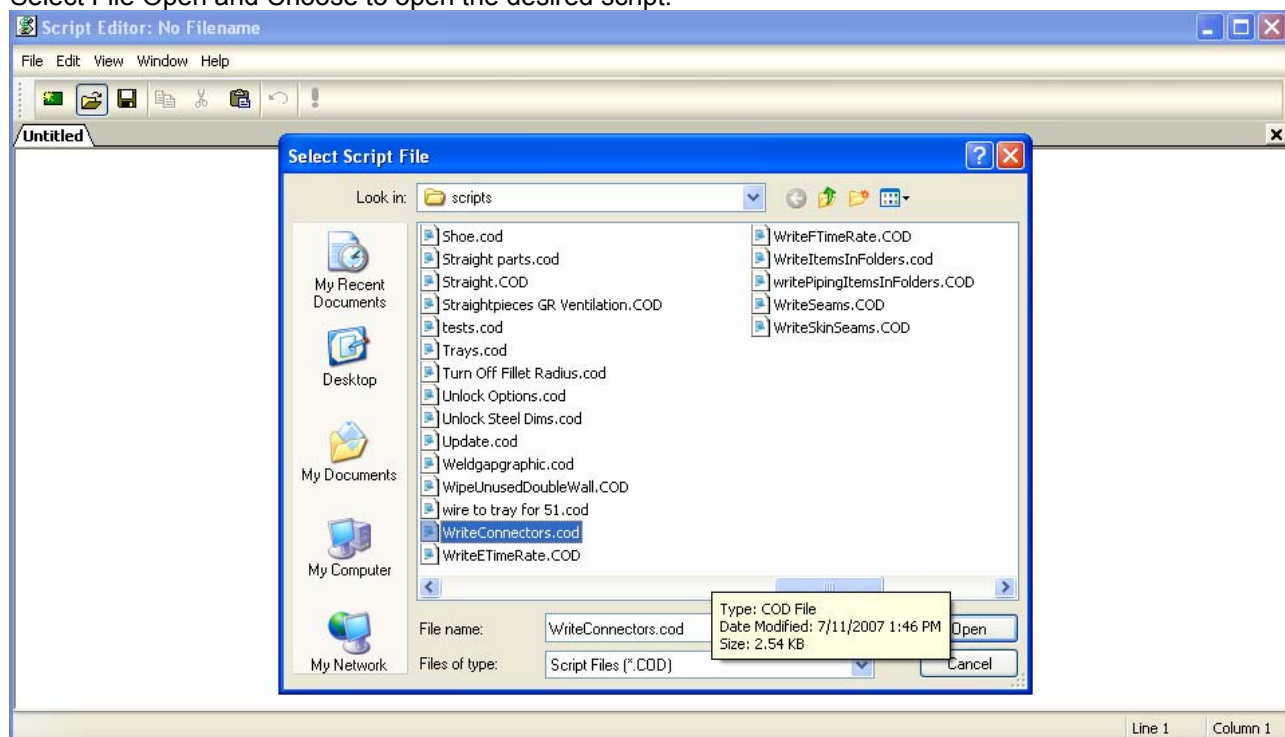 Select File Open and Choose to open the desired script.
Script Editor: No Filename
File Edit View Window Help
Untitled
Select Script File
Look in: scripts
My Recent
Documents
Desktop
My Documents
My Computer
My Network
Shoe.cod
Straight parts.cod
Straight.COD
Straightpieces GR Ventilation.COD
tests.cod
Trays.cod
Turn Off Fillet Radius.cod
Unlock Options.cod
Unlock Steel Dims.cod
Update.cod
Weldgapgraphic.cod
WipeUnusedDoubleWall.COD
wire to tray for 51.cod
WriteConnectors.cod
WriteETimeRate.COD
WriteFTimeRate.COD
WriteItemsInFolders.cod
writePipingItemsInFolders.COD
WriteSeams.COD
WriteSkinSeams.COD
Type: COD File
Date Modified: 7/11/2007 1:46 PM
Size: 2.54 KB
File name: WriteConnectors.cod
Open
Files of type: Script Files (*.COD)
Cancel
Line 1 Column 1